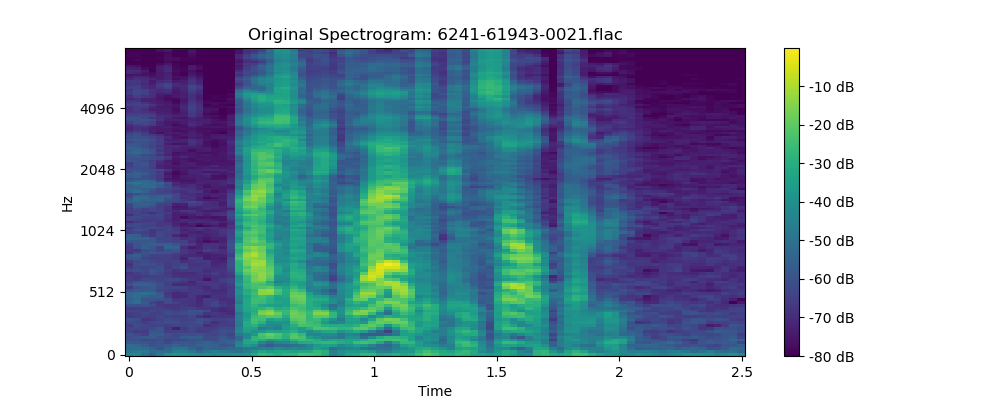 Original Spectrogram: 6241-61943-0021.flac
Hz
4096
2048
1024
512
0
0
0.5
1
1.5
2
2.5
Time
-10 dB
-20 dB
-30 dB
-40 dB
-50 dB
-60 dB
-70 dB
-80 dB